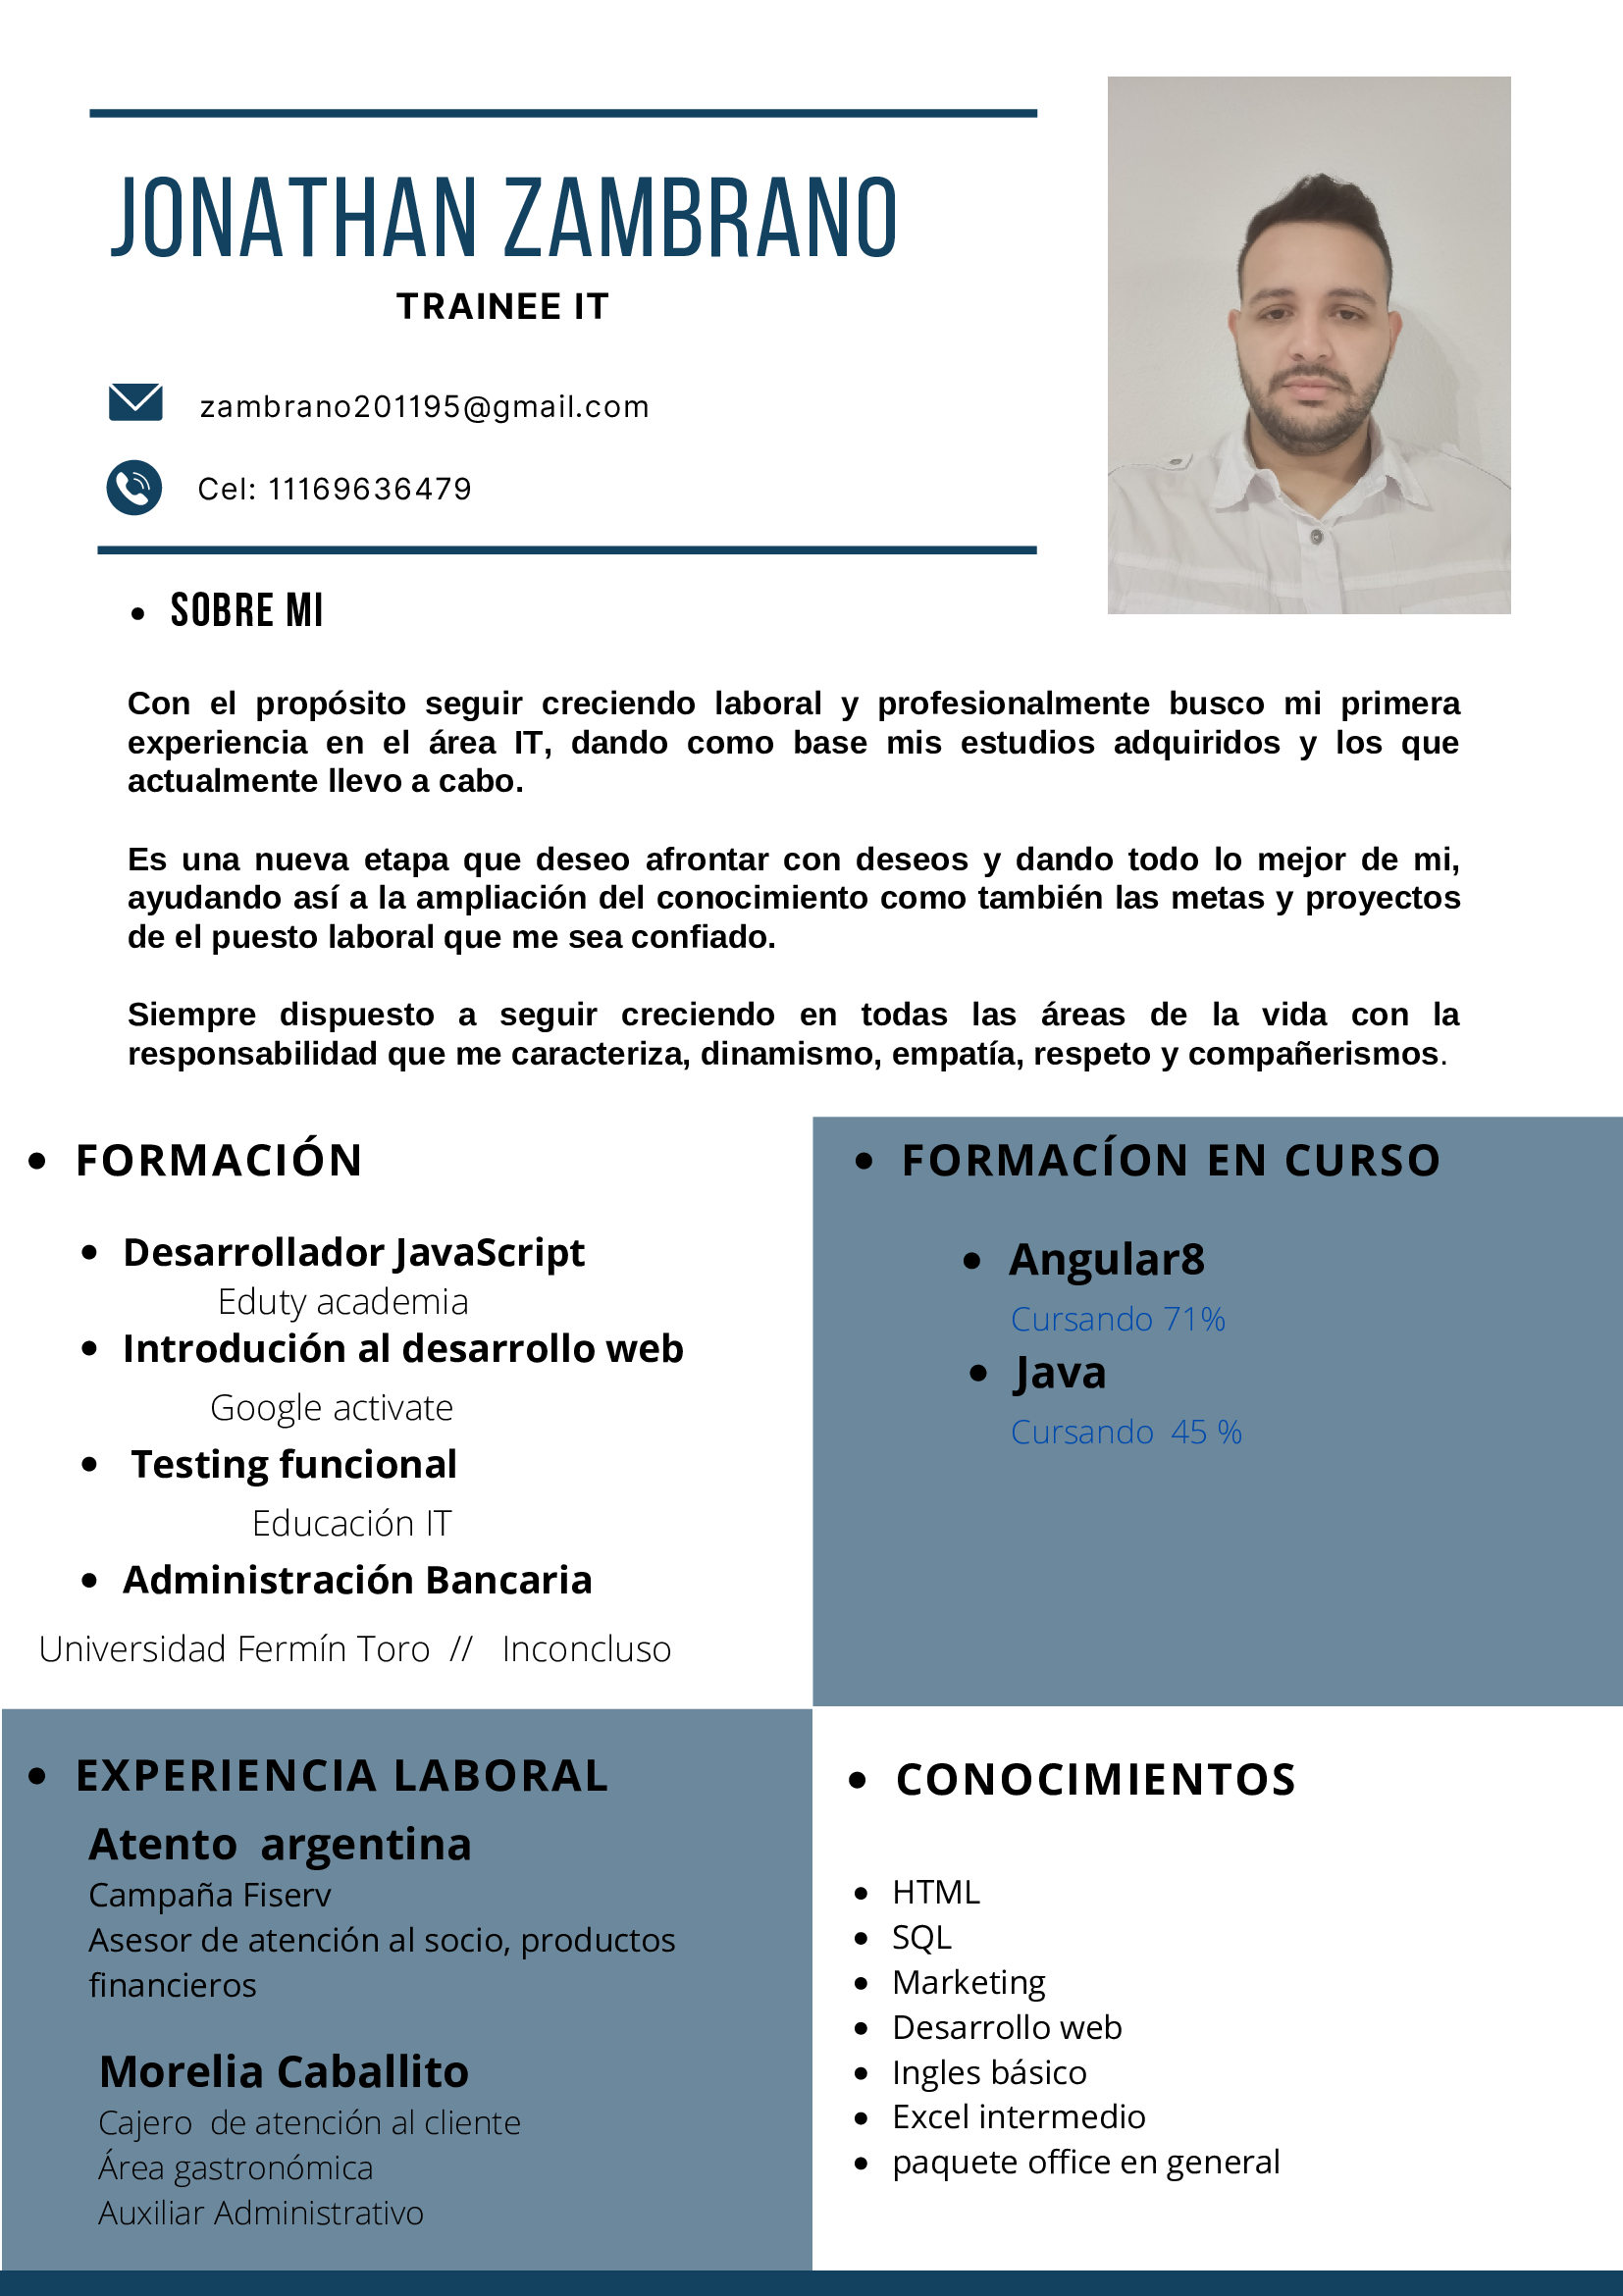 JONATHAN ZAMBRANO
TRAINEE IT
zambrano201195@gmail.com
Cel: 11169636479
SOBRE MI
Con el propósito seguir creciendo laboral y profesionalmente busco mi primera
experiencia en el área IT, dando como base mis estudios adquiridos y los que
actualmente llevo a cabo.
Es una nueva etapa que deseo afrontar con deseos y dando todo lo mejor de mi,
ayudando así a la ampliación del conocimiento como también las metas y proyectos
de el puesto laboral que me sea confiado.
Siempre dispuesto a seguir creciendo en todas las áreas de la vida con la
responsabilidad que me caracteriza, dinamismo, empatía, respeto y compañerismos.
FORMACIÓN
Desarrollador JavaScript
Eduty academia
Introdución al desarrollo web
Google activate
Testing funcional
Educación IT
Administración Bancaria
Universidad Fermín Toro // Inconcluso
FORMACÍON EN CURSO
Angular8
Cursando 71%
Java
Cursando 45 %
EXPERIENCIA LABORAL
Atento argentina
Campaña Fiserv
Asesor de atención al socio, productos
financieros
Morelia Caballito
Cajero de atención al cliente
Área gastronómica
Auxiliar Administrativo
CONOCIMIENTOS
HTML
SQL
Marketing
Desarrollo web
Ingles básico
Excel intermedio
paquete office en general